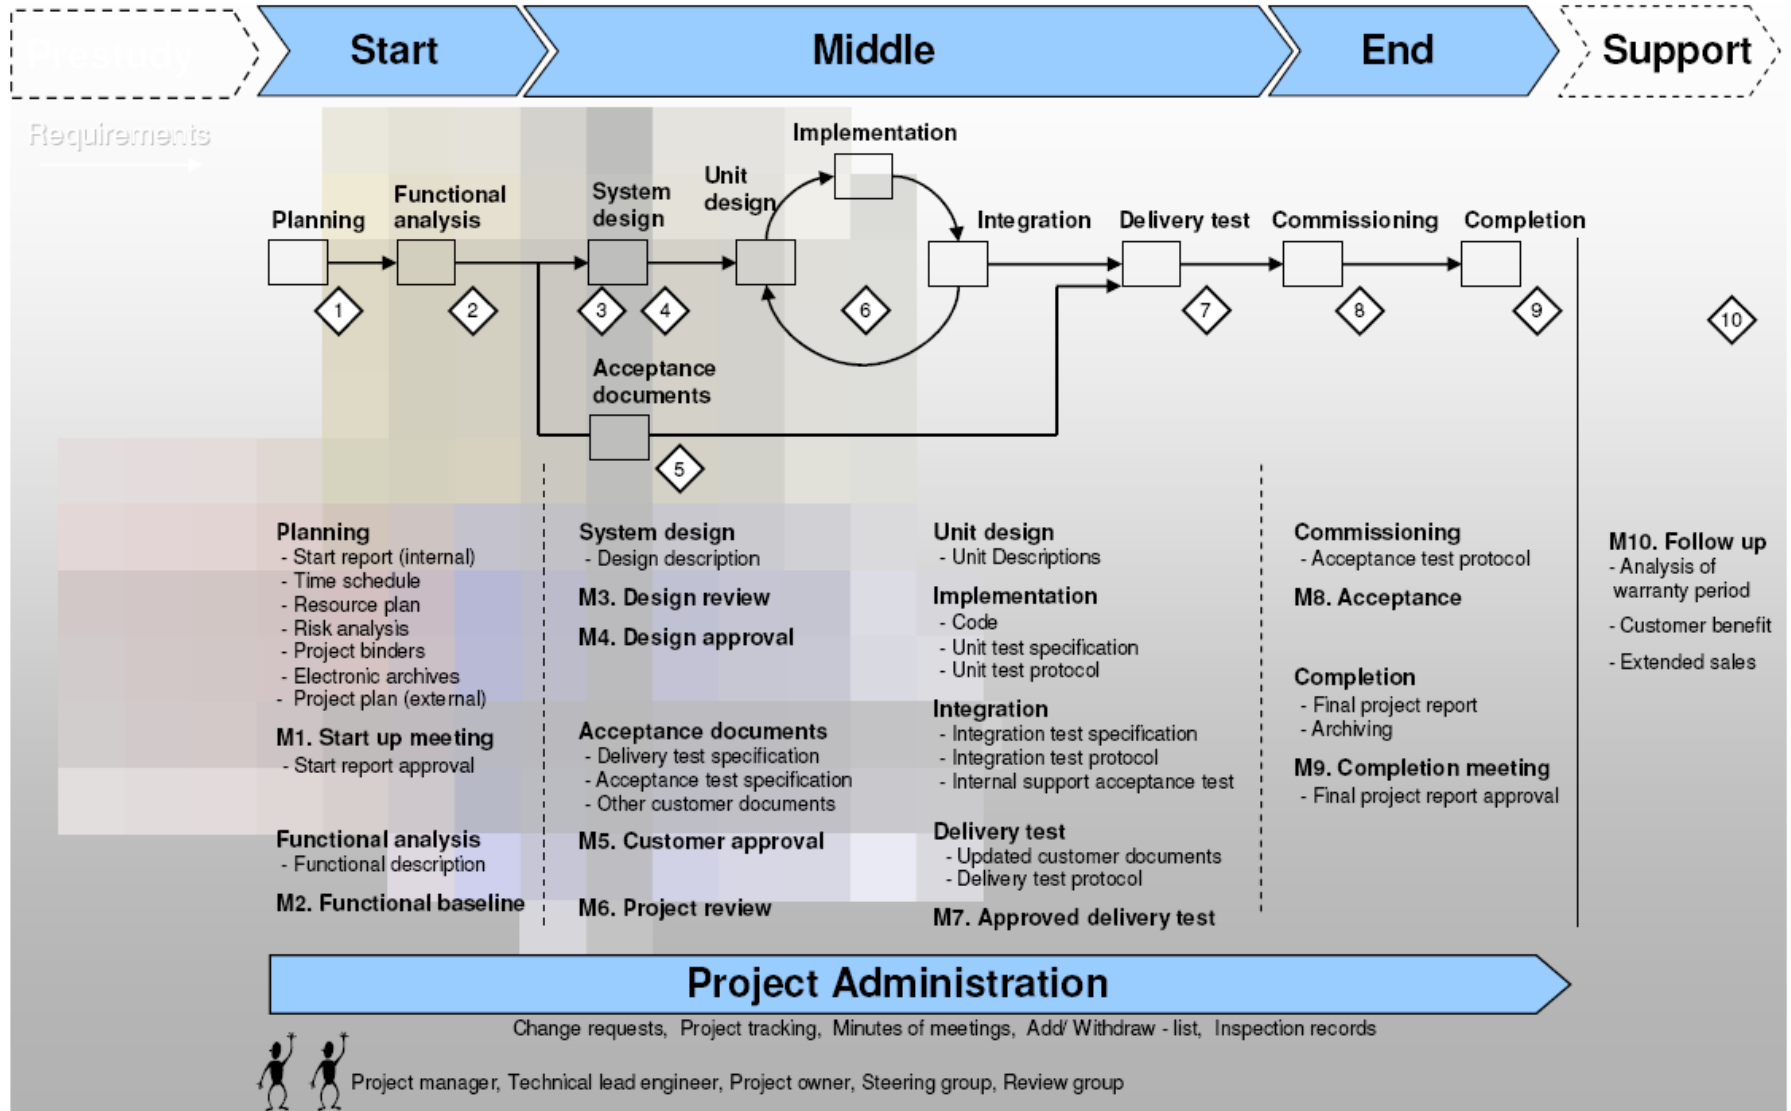 Prestudy
Start
Middle
End
Support
Requirements
Implementation
Unit
design
Functional
analysis
System
design
Planning
Integration
Delivery test
Commissioning
Completion
1
2
3
4
6
7
8
9
10
Acceptance
documents
5
Planning
- Start report (internal)
- Time schedule
- Resource plan
- Risk analysis
- Project binders
- Electronic archives
- Project plan (external)
M1. Start up meeting
- Start report approval
Functional analysis
- Functional description
M2. Functional baseline
System design
- Design description
M3. Design review
M4. Design approval
Acceptance documents
- Delivery test specification
- Acceptance test specification
- Other customer documents
M5. Customer approval
M6. Project review
Unit design
- Unit Descriptions
Implementation
- Code
- Unit test specification
- Unit test protocol
Integration
- Integration test specification
- Integration test protocol
- Internal support acceptance test
Delivery test
- Updated customer documents
- Delivery test protocol
M7. Approved delivery test
Commissioning
- Acceptance test protocol
M8. Acceptance
Completion
- Final project report
- Archiving
M9. Completion meeting
- Final project report approval
M10. Follow up
- Analysis of
warranty period
- Customer benefit
- Extended sales
Project Administration
Change requests, Project tracking, Minutes of meetings, Add/ Withdraw - list, Inspection records
Project manager, Technical lead engineer, Project owner, Steering group, Review group